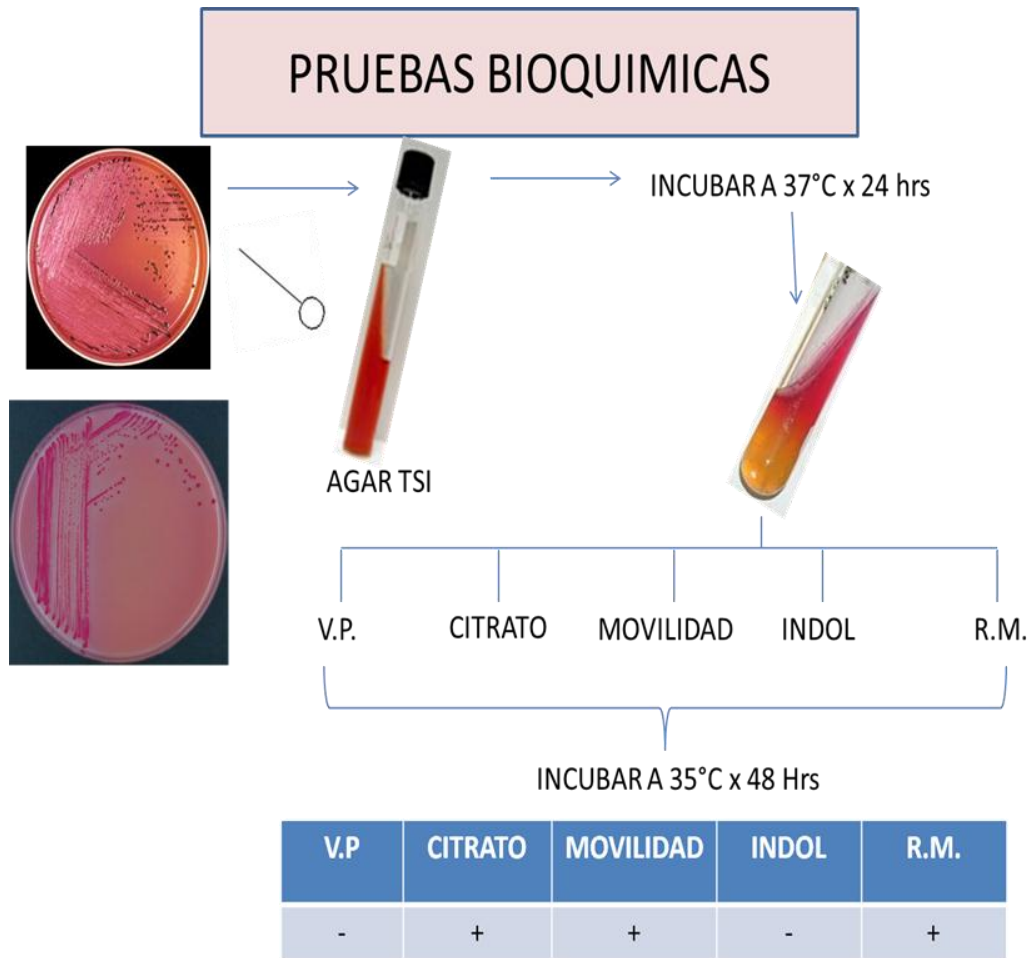 PRUEBAS BIOQUIMICAS
INCUBAR A 37°C x 24 hrs
AGAR TSI
V.P. CITRATO MOVILIDAD INDOL R.M.
INCUBAR A 35°C x 48 Hrs
V.P CITRATO MOVILIDAD INDOL R.M.
- + + - +